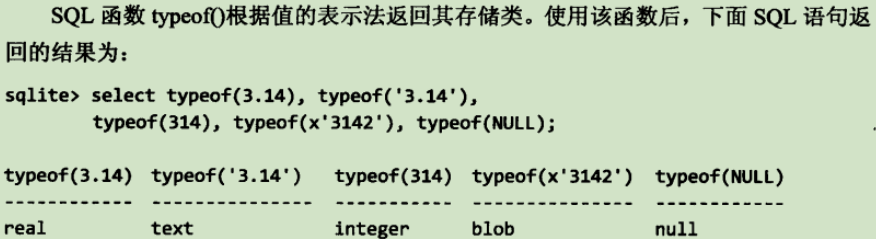 SQL 函数 typeof()根据值的表示法返回其存储类。使用该函数后，下面 SQL 语句返
回的结果为：
sqlite> select typeof(3.14), typeof('3.14'),
typeof(314), typeof(x'3142'), typeof(NULL);
typeof(3.14) typeof('3.14') typeof(314) typeof(x'3142') typeof(NULL)
------------ -------------- ----------- --------------- ------------
real text integer blob null